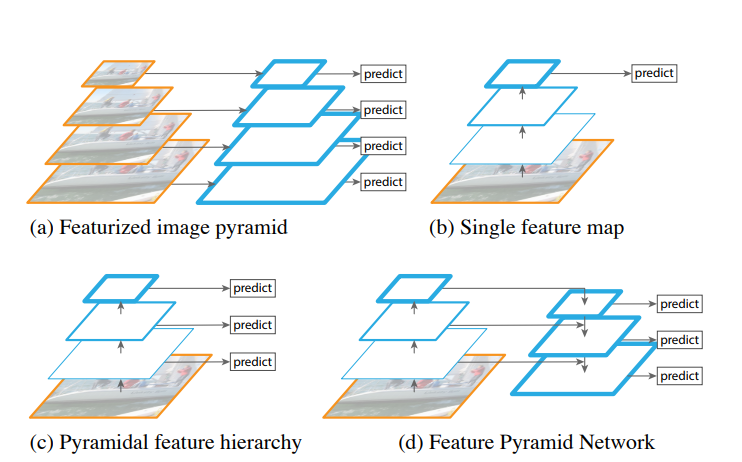 predict
predict
predict
predict
predict
(a) Featurized image pyramid
(b) Single feature map
predict
predict
predict
predict
predict
predict
(c) Pyramidal feature hierarchy
(d) Feature Pyramid Network